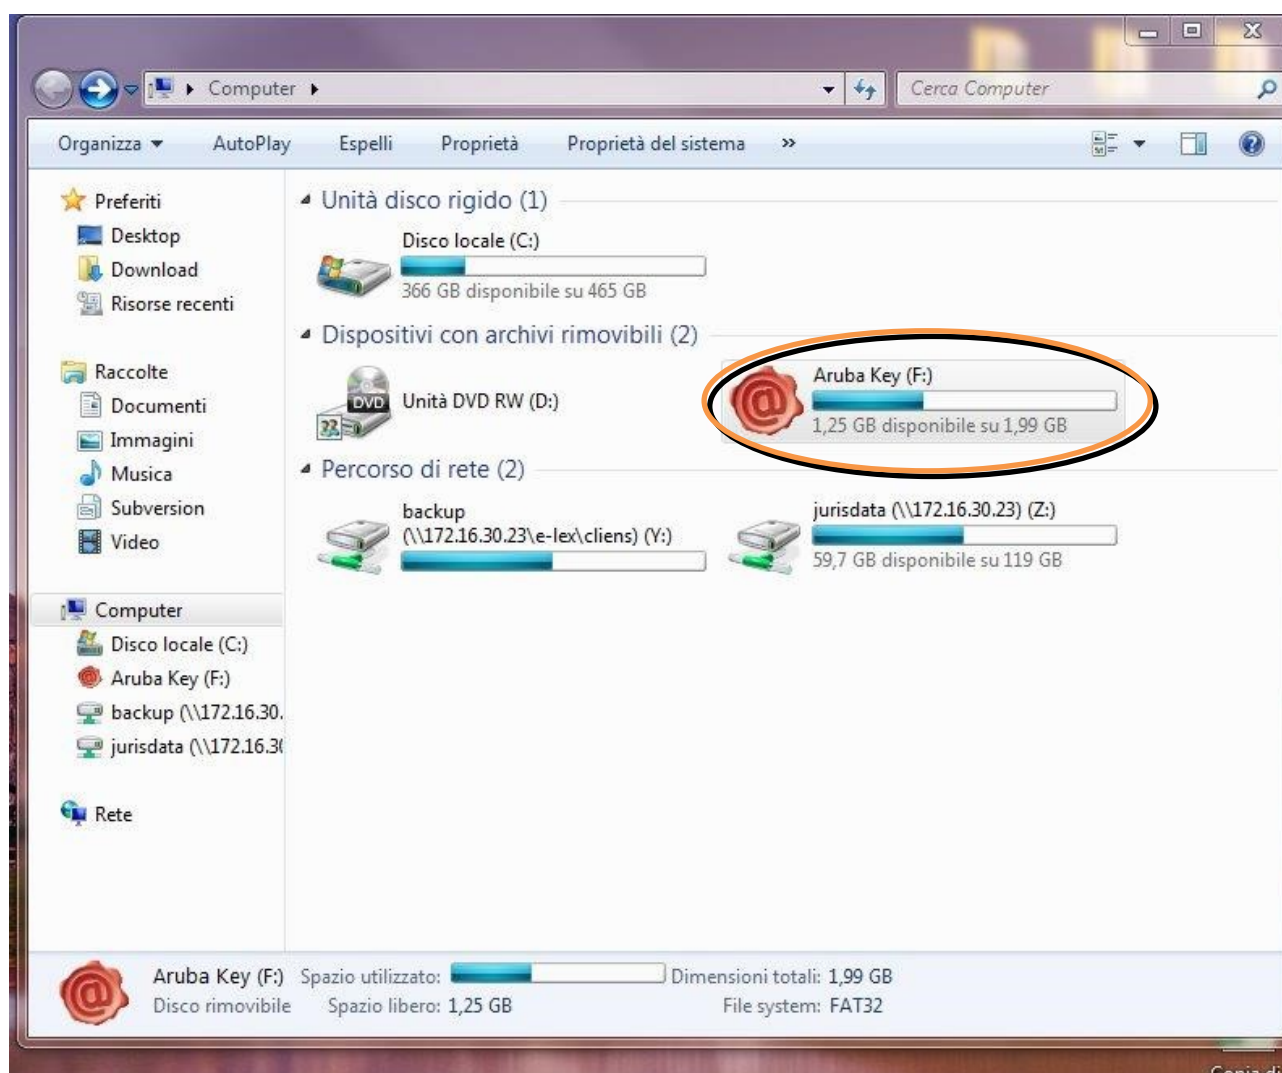 Computer
Cerca Computer
Organizza
AutoPlay
Espelli
Proprietà
Proprietà del sistema
»
Preferiti
Desktop
Download
Risorse recenti
Raccolte
Documenti
Immagini
Musica
Subversion
Video
Computer
Disco locale (C:)
Aruba Key (F:)
backup (\\172.16.30.
jurisdata (\\172.16.3
Rete
Unità disco rigido (1)
Disco locale (C:)
366 GB disponibile su 465 GB
Dispositivi con archivi rimovibili (2)
DVD
Unità DVD RW (D:)
Aruba Key (F:)
1,25 GB disponibile su 1,99 GB
Percorso di rete (2)
backup
(\\172.16.30.23\e-lex\cliens) (Y:)
jurisdata (\\172.16.30.23) (Z:)
59,7 GB disponibile su 119 GB
Aruba Key (F:) Spazio utilizzato: Dimensioni totali: 1,99 GB
Disco rimovibile Spazio libero: 1,25 GB File system: FAT32